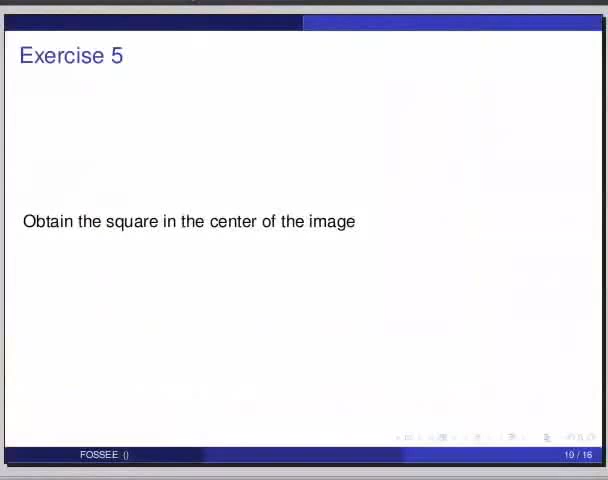 Exercise 5
Obtain the square in the center of the image
FOSSEE ()
10 / 16